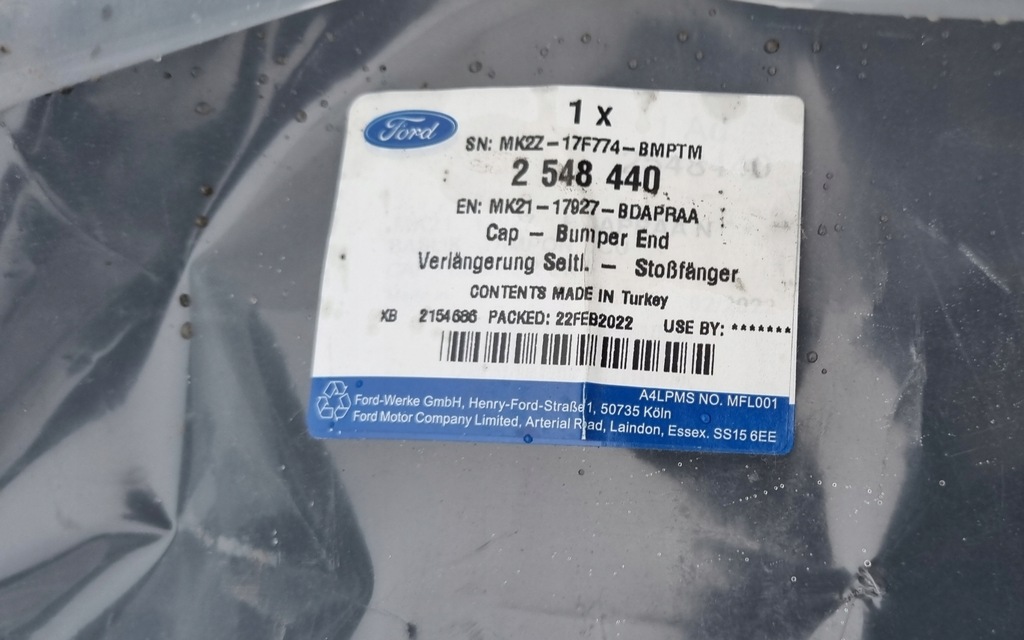 Ford
1 x
SN: MK2Z-17F774-BMPTM
2 548 440
EN: MK21-17927-BDAPRAA
Cap - Bumper End
Verlängerung Seitl. - Stoßfänger
CONTENTS MADE IN Turkey
XB 2154686 PACKED: 22FEB2022 USE BY: *******
A4LPMS NO. MFL001
Ford-Werke GmbH, Henry-Ford-Straße 1, 50735 Köln
Ford Motor Company Limited, Arterial Road, Laindon, Essex. SS15 6EE